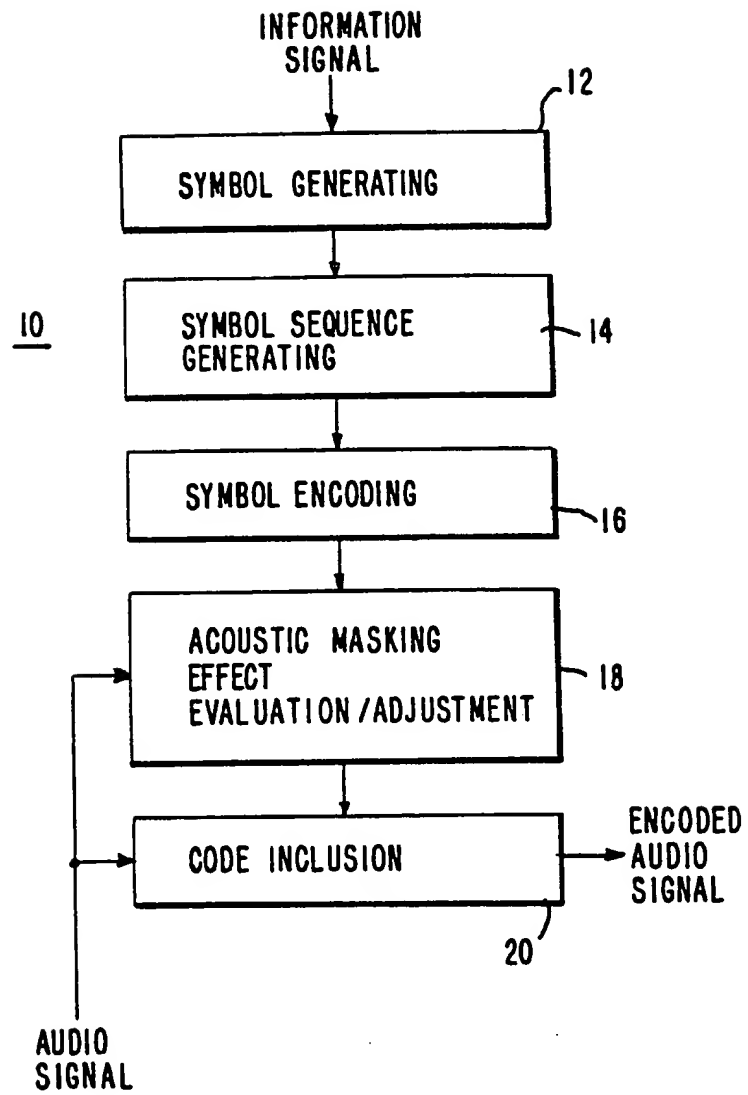 INFORMATION
SIGNAL
12
SYMBOL GENERATING
10
SYMBOL SEQUENCE
GENERATING
14
SYMBOL ENCODING
16
ACOUSTIC MASKING
EFFECT
EVALUATION/ADJUSTMENT
18
CODE INCLUSION
ENCODED
AUDIO
SIGNAL
20
AUDIO
SIGNAL